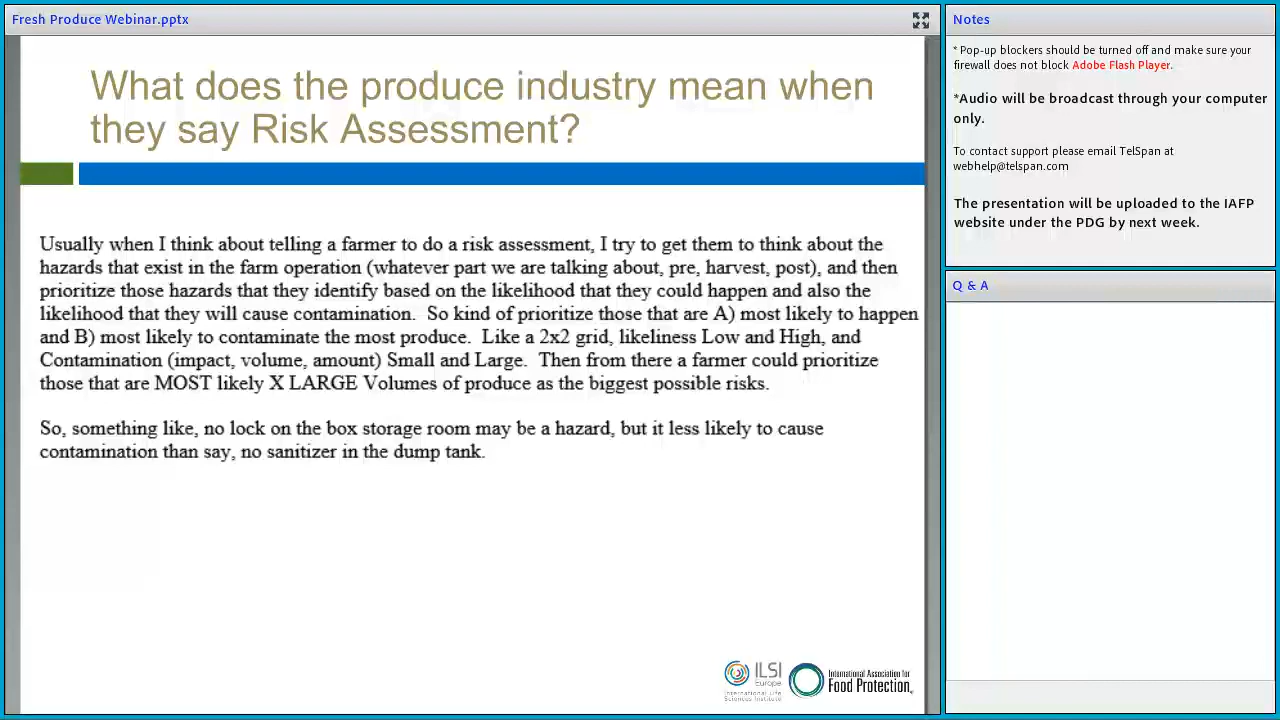 Fresh Produce Webinar.pptx
What does the produce industry mean when
they say Risk Assessment?
Usually when I think about telling a farmer to do a risk assessment, I try to get them to think about the
hazards that exist in the farm operation (whatever part we are talking about, pre, harvest, post), and then
prioritize those hazards that they identify based on the likelihood that they could happen and also the
likelihood that they will cause contamination. So kind of prioritize those that are A) most likely to happen
and B) most likely to contaminate the most produce. Like a 2x2 grid, likeliness Low and High, and
Contamination (impact, volume, amount) Small and Large. Then from there a farmer could prioritize
those that are MOST likely X LARGE Volumes of produce as the biggest possible risks.
So, something like, no lock on the box storage room may be a hazard, but it less likely to cause
contamination than say, no sanitizer in the dump tank.
ILSI
Europe
International Life
Sciences Institute
International Association for
Food Protection
Notes
* Pop-up blockers should be turned off and make sure your
firewall does not block Adobe Flash Player.
*Audio will be broadcast through your computer
only.
To contact support please email TelSpan at
webhelp@telspan.com
The presentation will be uploaded to the IAFP
website under the PDG by next week.
Q & A